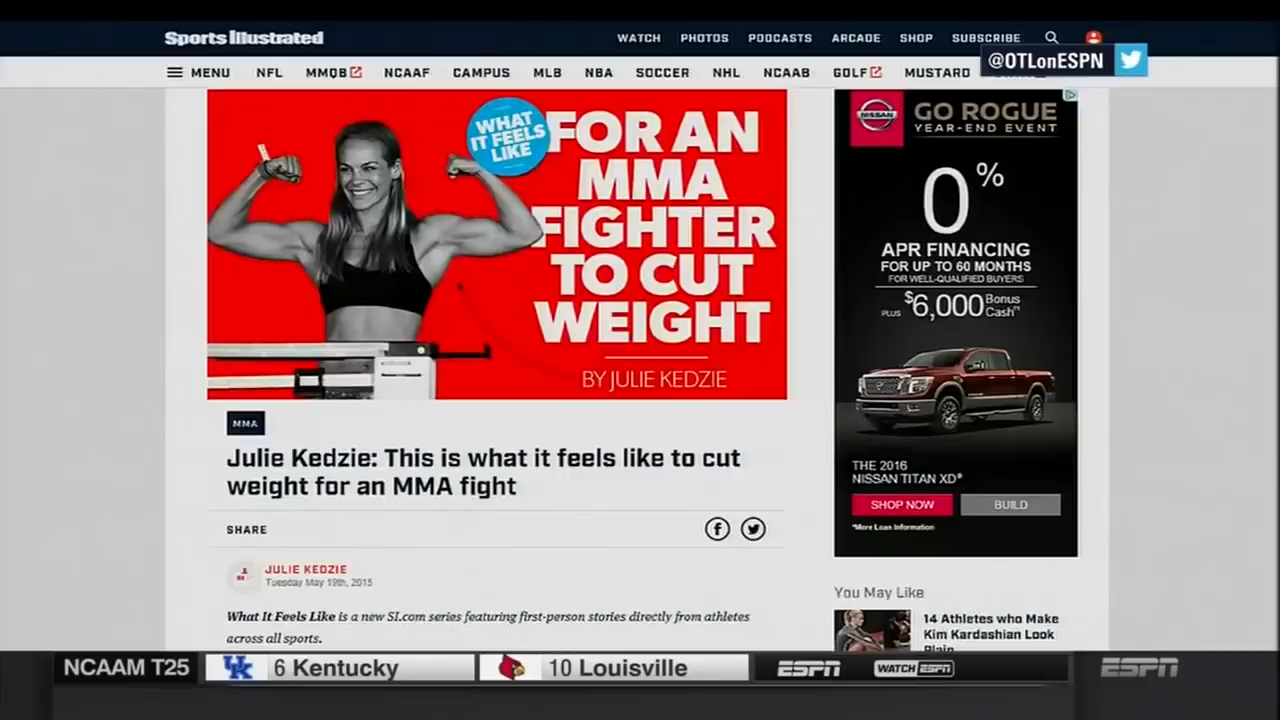 Sports Illustrated
WATCH PHOTOS PODCASTS ARCADE SHOP SUBSCRIBE
@OTLonESPN
MENU NFL MMQB NCAAF CAMPUS MLB NBA SOCCER NHL NCAAB GOLF MUSTARD
WHAT
IT FEELS
LIKE
FOR AN
MMA
FIGHTER
TO CUT
WEIGHT
BY JULIE KEDZIE
NISSAN
GO ROGUE
YEAR-END EVENT
0%
APR FINANCING
FOR UP TO 60 MONTHS
FOR WELL-QUALIFIED BUYERS
PLUS $6,000 Bonus
Cash
THE 2016
NISSAN TITAN XD®
SHOP NOW BUILD
*More Loan Information
MMA
Julie Kedzie: This is what it feels like to cut
weight for an MMA fight
SHARE
JULIE KEDZIE
Tuesday May 19th, 2015
What It Feels Like is a new SI.com series featuring first-person stories directly from athletes
across all sports.
You May Like
14 Athletes who Make
Kim Kardashian Look
Plain
NCAAM T25 UK 6 Kentucky 10 Louisville ESPN WATCH ESPN ESPN